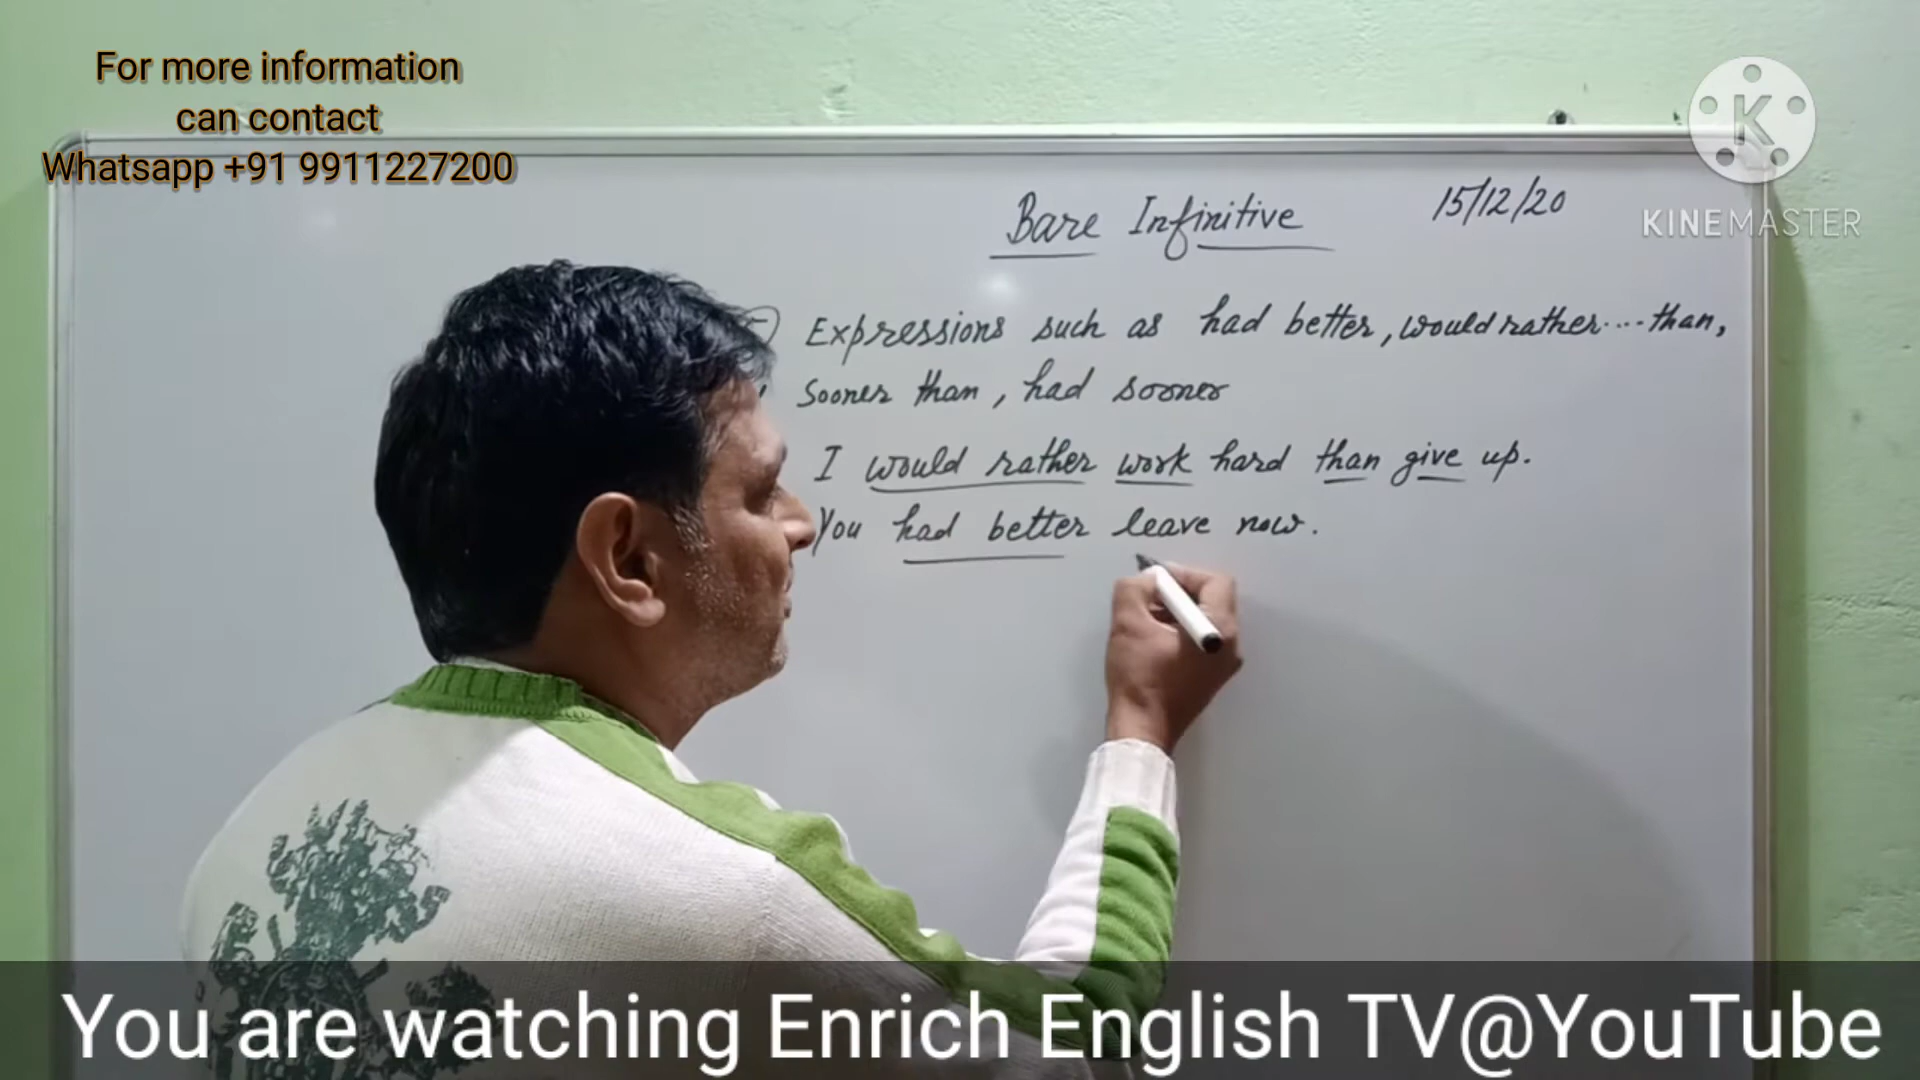 For more information
can contact
Whatsapp +91 9911227200
K
KINEMASTER
Bare Infinitive 15/12/20
Expressions such as had better, would rather....than,
Sooner than, had sooner
I would rather work hard than give up.
You had better leave now.
You are watching Enrich English TV@YouTube